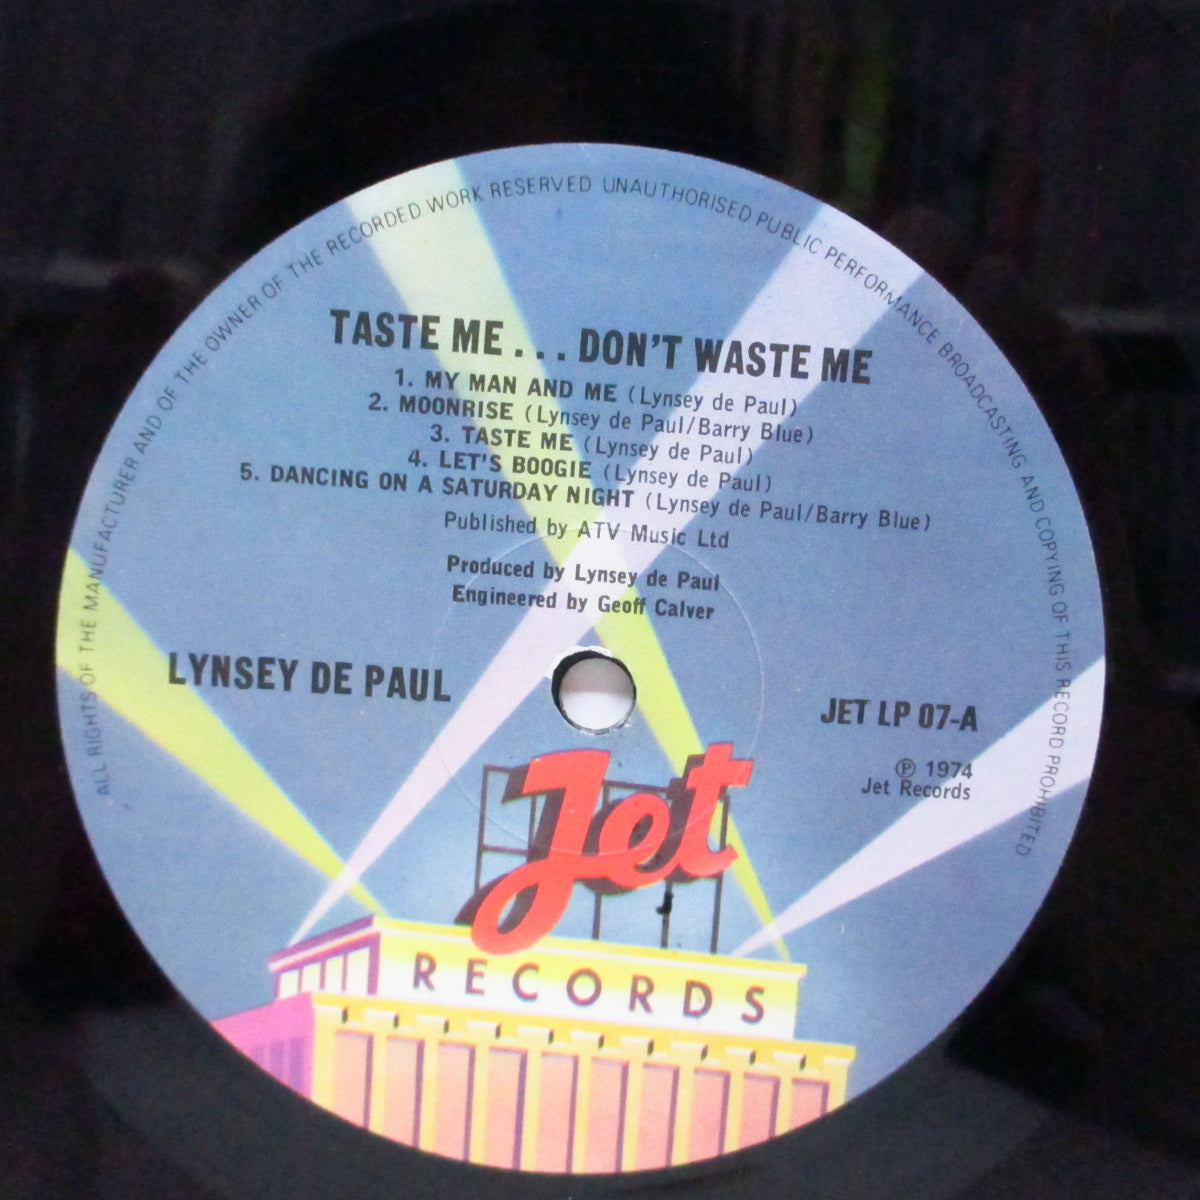 ALL RIGHTS OF THE MANUFACTURER AND OF THE OWNER OF THE RECORDED WORK RESERVED UNAUTHORISED PUBLIC PERFORMANCE BROADCASTING AND COPYING OF THIS RECORD PROHIBITED
TASTE ME... DON'T WASTE ME
1. MY MAN AND ME (Lynsey de Paul)
2. MOONRISE (Lynsey de Paul/Barry Blue)
3. TASTE ME (Lynsey de Paul)
4. LET'S BOOGIE (Lynsey de Paul)
5. DANCING ON A SATURDAY NIGHT (Lynsey de Paul/Barry Blue)
Published by ATV Music Ltd
Produced by Lynsey de Paul
Engineered by Geoff Calver
LYNSEY DE PAUL
JET LP 07-A
℗ 1974
Jet Records
Jet
RECORDS